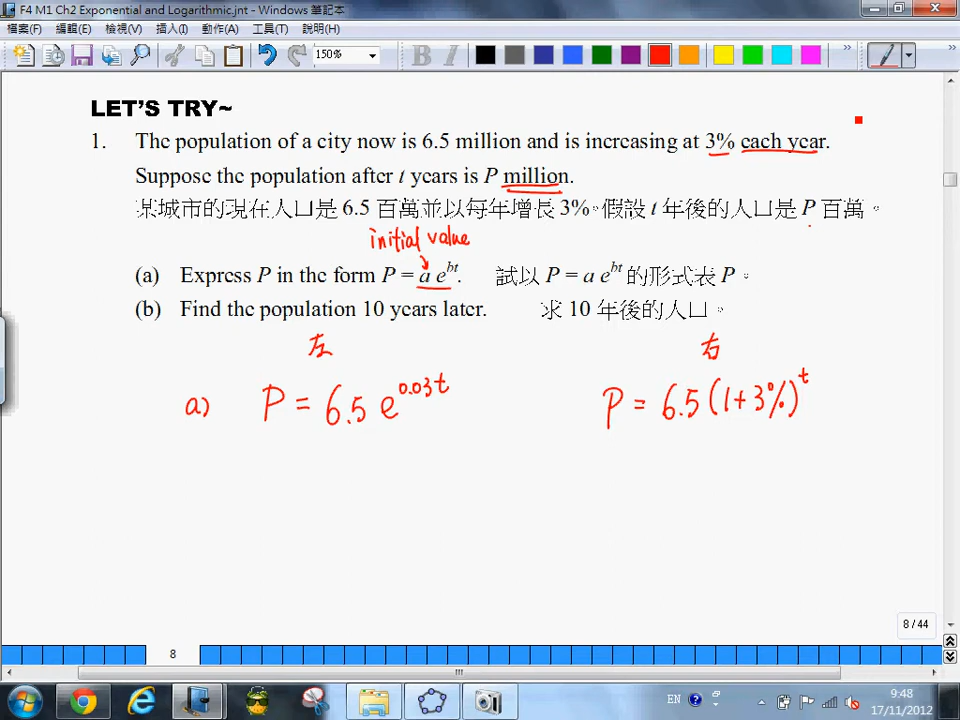 F4 M1 Ch2 Exponential and Logarithmic.jnt - Windows 筆記本
檔案(F) 編輯(E) 檢視(V) 插入(I) 動作(A) 工具(T) 說明(H)
150% B I U
LET'S TRY~
1. The population of a city now is 6.5 million and is increasing at 3% each year.
Suppose the population after t years is P million.
某城市的現在人口是 6.5 百萬並以每年增長 3%。假設 t 年後的人口是 P 百萬。
initial value
(a) Express P in the form P = a e^{bt}. 試以 P = a e^{bt} 的形式表 P。
(b) Find the population 10 years later. 求 10 年後的人口。
左 右
a) P = 6.5 e^{0.03t} P = 6.5 (1+3%)^t
8 / 44
8
EN
9:48
17/11/2012